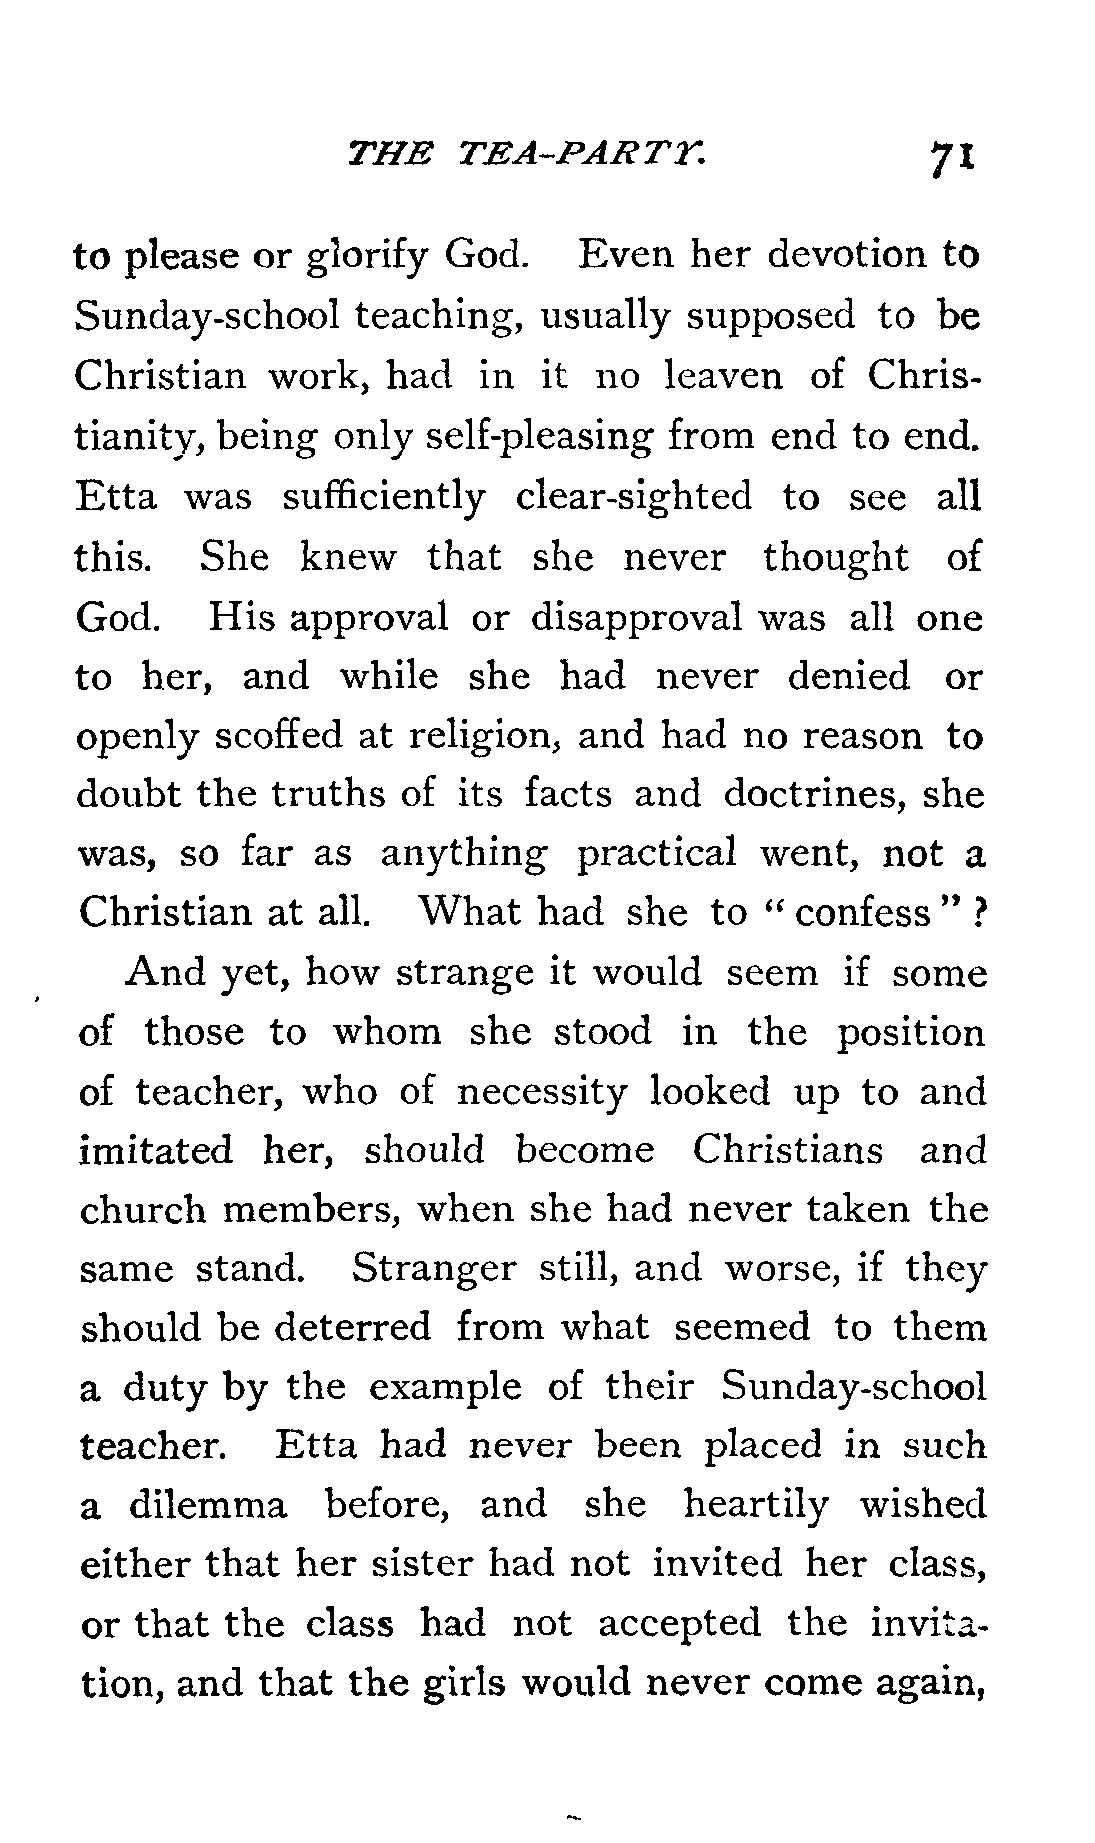 THE TEA-PARTY. 71
to please or glorify God. Even her devotion to
Sunday-school teaching, usually supposed to be
Christian work, had in it no leaven of Chris-
tianity, being only self-pleasing from end to end.
Etta was sufficiently clear-sighted to see all
this. She knew that she never thought of
God. His approval or disapproval was all one
to her, and while she had never denied or
openly scoffed at religion, and had no reason to
doubt the truths of its facts and doctrines, she
was, so far as anything practical went, not a
Christian at all. What had she to “ confess ” ?
And yet, how strange it would seem if some
of those to whom she stood in the position
of teacher, who of necessity looked up to and
imitated her, should become Christians and
church members, when she had never taken the
same stand. Stranger still, and worse, if they
should be deterred from what seemed to them
a duty by the example of their Sunday-school
teacher. Etta had never been placed in such
a dilemma before, and she heartily wished
either that her sister had not invited her class,
or that the class had not accepted the invita-
tion, and that the girls would never come again,